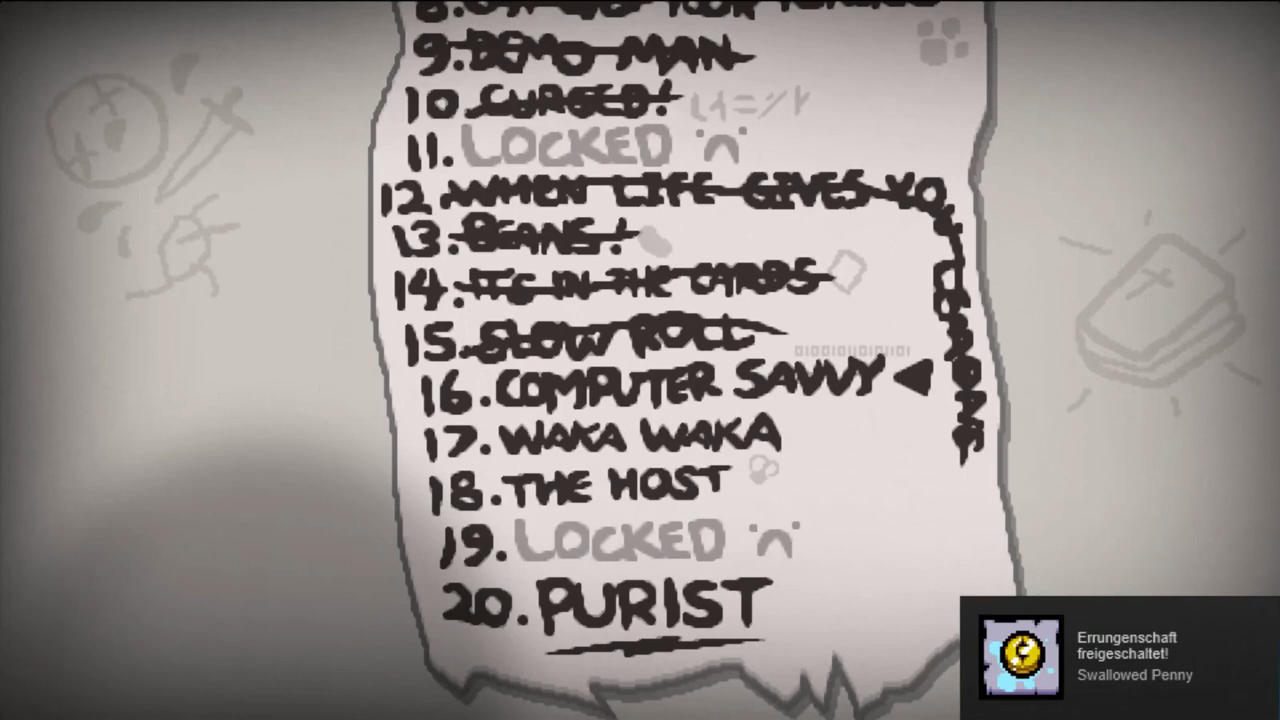 9. DEMO MAN
10. CURSED!
11. LOCKED
12. WHEN LIFE GIVES YO LEMONS
13. BEANS!
14. IT'S IN THE CARDS
15. SLOW ROLL
010100110101011
16. COMPUTER SAVVY
17. WAKA WAKA
18. THE HOST
19. LOCKED
20. PURIST
Errungenschaft
freigeschaltet!
Swallowed Penny